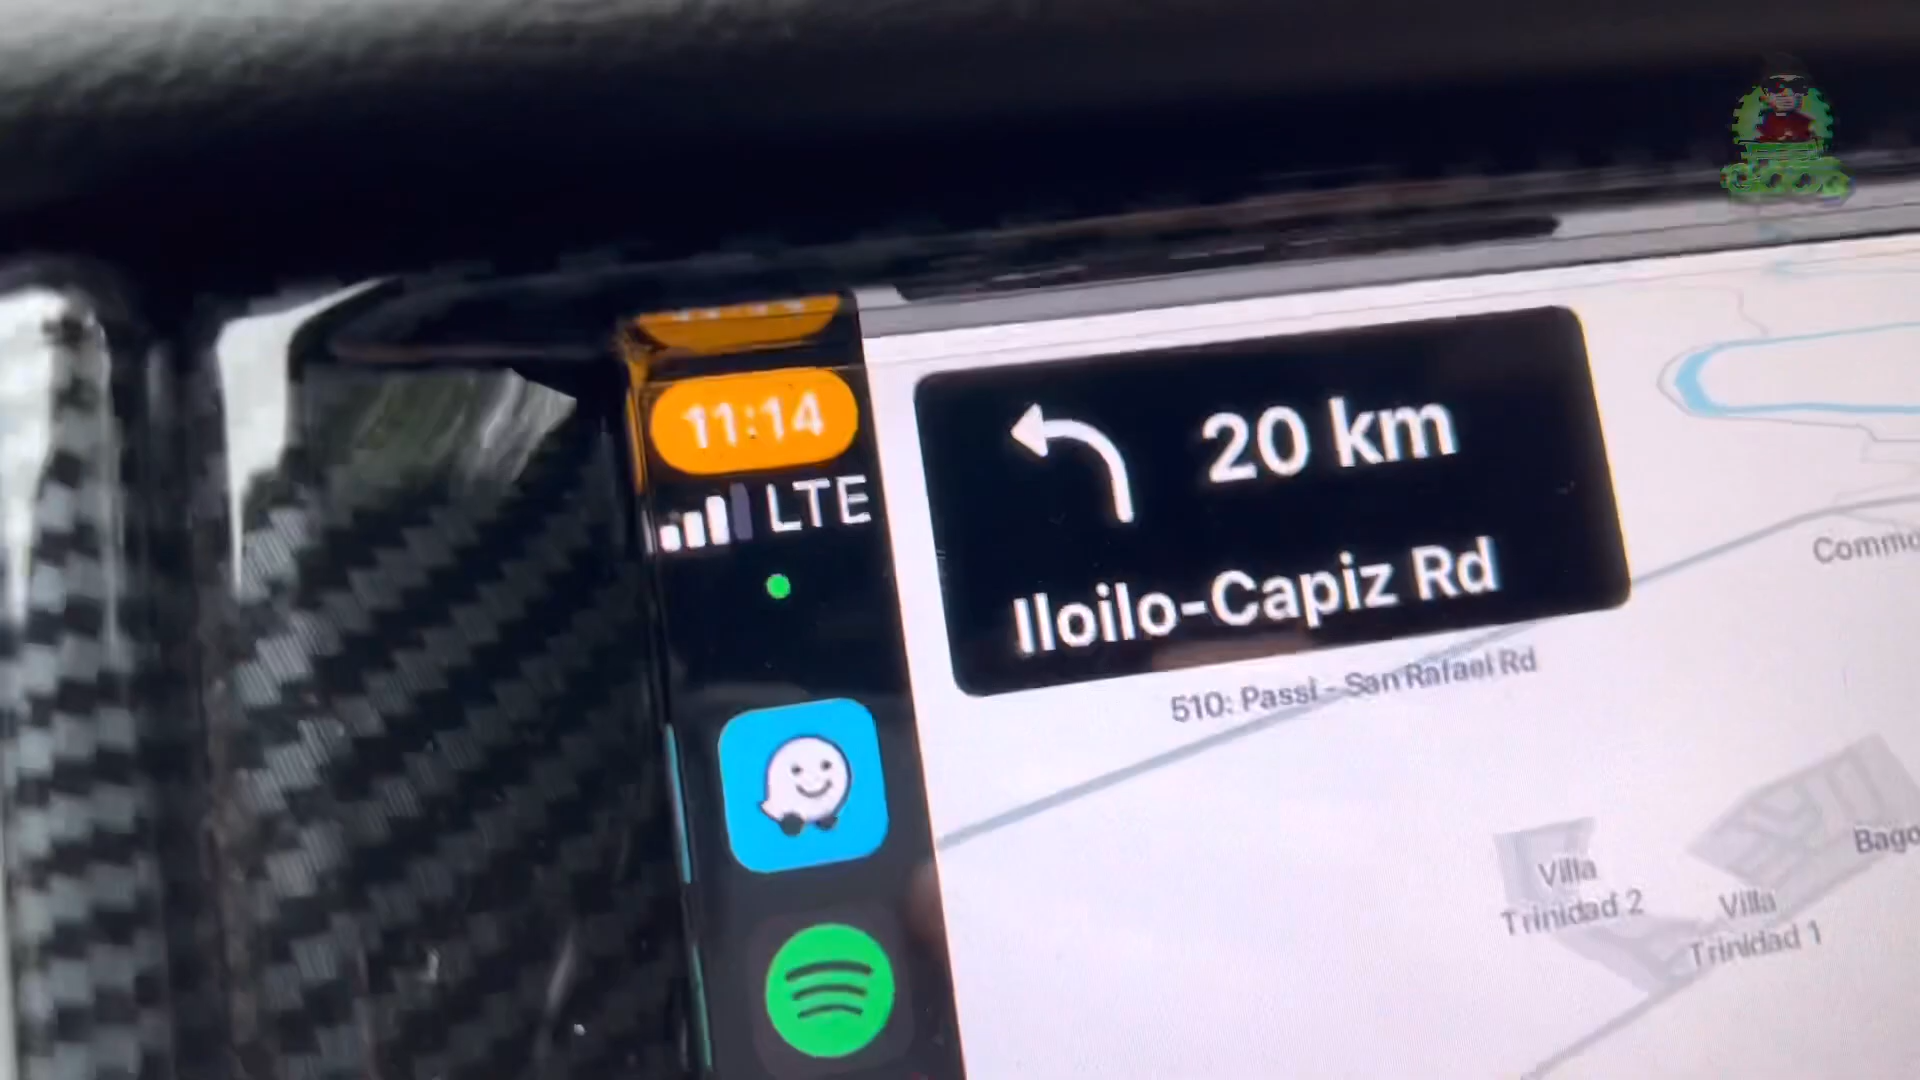 11:14
LTE
20 km
Iloilo-Capiz Rd
510: Passi - San Rafael Rd
Villa
Trinidad 2
Villa
Trinidad 1